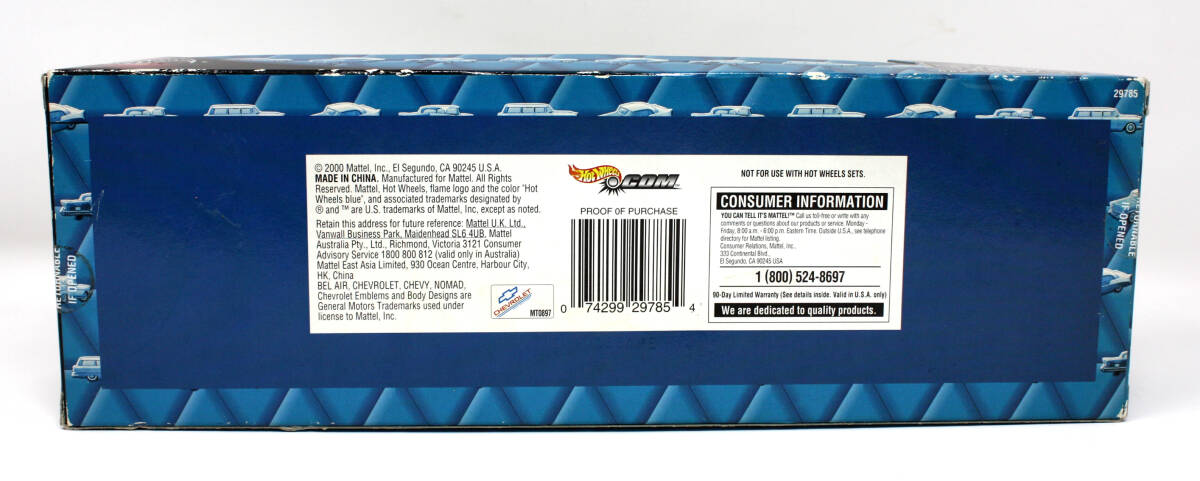 29785
© 2000 Mattel, Inc., El Segundo, CA 90245 U.S.A.
MADE IN CHINA. Manufactured for Mattel. All Rights
Reserved. Mattel, Hot Wheels, flame logo and the color "Hot
Wheels blue", and associated trademarks designated by
® and ™ are U.S. trademarks of Mattel, Inc, except as noted.
Retain this address for future reference: Mattel U.K. Ltd.,
Vanwall Business Park, Maidenhead SL6 4UB. Mattel
Australia Pty., Ltd., Richmond, Victoria 3121 Consumer
Advisory Service 1800 800 812 (valid only in Australia)
Mattel East Asia Limited, 930 Ocean Centre, Harbour City,
HK, China
BEL AIR, CHEVROLET, CHEVY, NOMAD,
Chevrolet Emblems and Body Designs are
General Motors Trademarks used under
license to Mattel, Inc.
CHEVROLET
MT0897
Hot Wheels
.COM™
PROOF OF PURCHASE
0 74299 29785 4
NOT FOR USE WITH HOT WHEELS SETS.
CONSUMER INFORMATION
YOU CAN TELL IT'S MATTEL!™ Call us toll-free or write with any
comments or questions about our products or service. Monday -
Friday, 8:00 a.m. - 6:00 p.m. Eastern Time. Outside U.S.A., see telephone
directory for Mattel listing.
Consumer Relations, Mattel, Inc.,
333 Continental Blvd.,
El Segundo, CA 90245 USA
1 (800) 524-8697
90-Day Limited Warranty (See details inside. Valid in U.S.A. only)
We are dedicated to quality products.
IF OPENED
IF OPENED